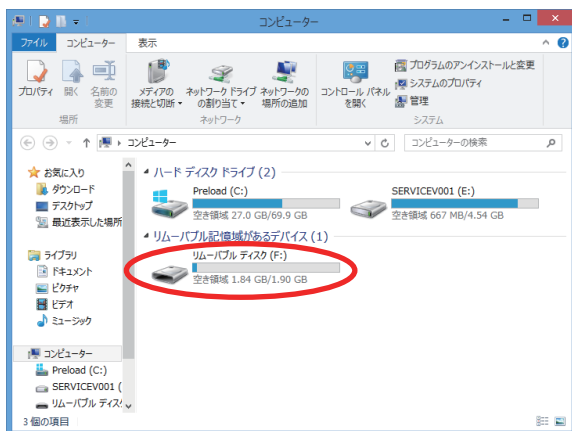 コンピューター
ファイル コンピューター 表示
プロパティ 開く 名前の変更
メディアの接続と切断 ネットワーク ドライブの割り当て ネットワークの場所の追加
コントロール パネルを開く
プログラムのアンインストールと変更
システムのプロパティ
管理
場所 ネットワーク システム
コンピューター コンピューターの検索
お気に入り
ダウンロード
デスクトップ
最近表示した場所
ライブラリ
ドキュメント
ピクチャ
ビデオ
ミュージック
コンピューター
Preload (C:)
SERVICEV001 (
リムーバブル ディスク
ハード ディスク ドライブ (2)
Preload (C:)
空き領域 27.0 GB/69.9 GB
SERVICEV001 (E:)
空き領域 667 MB/4.54 GB
リムーバブル記憶域があるデバイス (1)
リムーバブル ディスク (F:)
空き領域 1.84 GB/1.90 GB
3 個の項目